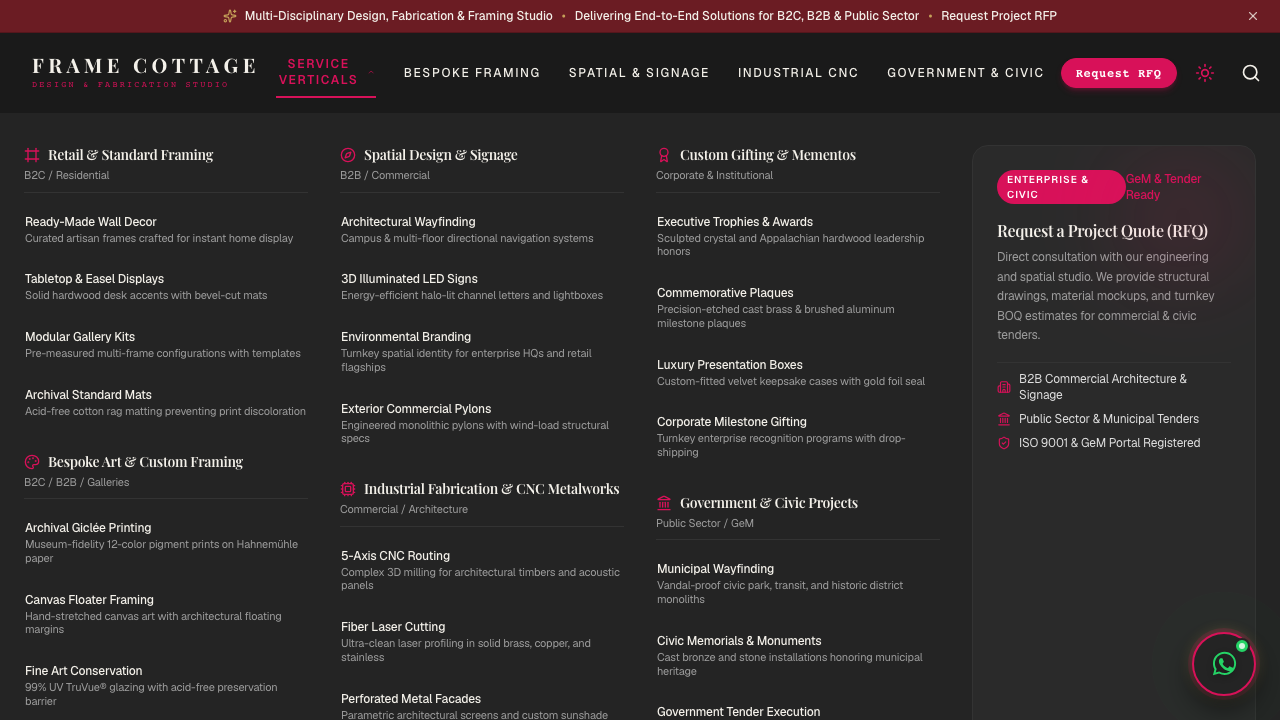 Multi-Disciplinary Design, Fabrication & Framing Studio • Delivering End-to-End Solutions for B2C, B2B & Public Sector • Request Project RFP
FRAME COTTAGE
DESIGN & FABRICATION STUDIO
SERVICE
VERTICALS
BESPOKE FRAMING
SPATIAL & SIGNAGE
INDUSTRIAL CNC
GOVERNMENT & CIVIC
Request RFQ
Retail & Standard Framing
B2C / Residential
Ready-Made Wall Decor
Curated artisan frames crafted for instant home display
Tabletop & Easel Displays
Solid hardwood desk accents with bevel-cut mats
Modular Gallery Kits
Pre-measured multi-frame configurations with templates
Archival Standard Mats
Acid-free cotton rag matting preventing print discoloration
Bespoke Art & Custom Framing
B2C / B2B / Galleries
Archival Giclée Printing
Museum-fidelity 12-color pigment prints on Hahnemühle
paper
Canvas Floater Framing
Hand-stretched canvas art with architectural floating
margins
Fine Art Conservation
99% UV TruVue® glazing with acid-free preservation
barrier
Spatial Design & Signage
B2B / Commercial
Architectural Wayfinding
Campus & multi-floor directional navigation systems
3D Illuminated LED Signs
Energy-efficient halo-lit channel letters and lightboxes
Environmental Branding
Turnkey spatial identity for enterprise HQs and retail
flagships
Exterior Commercial Pylons
Engineered monolithic pylons with wind-load structural
specs
Industrial Fabrication & CNC Metalworks
Commercial / Architecture
5-Axis CNC Routing
Complex 3D milling for architectural timbers and acoustic
panels
Fiber Laser Cutting
Ultra-clean laser profiling in solid brass, copper, and
stainless
Perforated Metal Facades
Parametric architectural screens and custom sunshade
Custom Gifting & Mementos
Corporate & Institutional
Executive Trophies & Awards
Sculpted crystal and Appalachian hardwood leadership
honors
Commemorative Plaques
Precision-etched cast brass & brushed aluminum
milestone plaques
Luxury Presentation Boxes
Custom-fitted velvet keepsake cases with gold foil seal
Corporate Milestone Gifting
Turnkey enterprise recognition programs with drop-
shipping
Government & Civic Projects
Public Sector / GeM
Municipal Wayfinding
Vandal-proof civic park, transit, and historic district
monoliths
Civic Memorials & Monuments
Cast bronze and stone installations honoring municipal
heritage
Government Tender Execution
ENTERPRISE &
CIVIC
GeM & Tender
Ready
Request a Project Quote (RFQ)
Direct consultation with our engineering
and spatial studio. We provide structural
drawings, material mockups, and turnkey
BOQ estimates for commercial & civic
tenders.
B2B Commercial Architecture &
Signage
Public Sector & Municipal Tenders
ISO 9001 & GeM Portal Registered